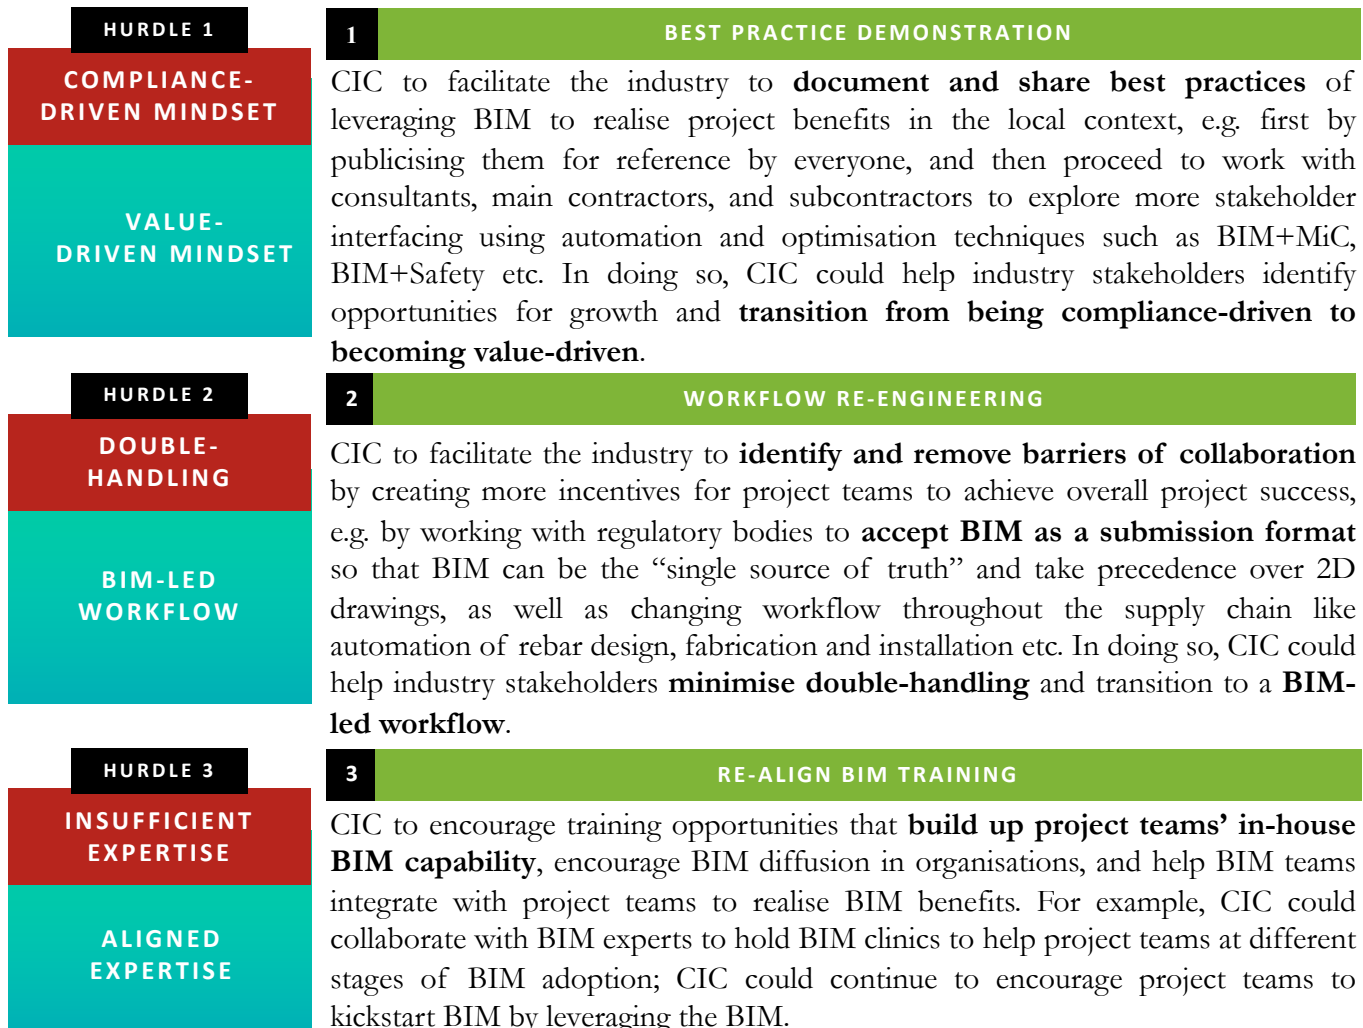 HURDLE 1
COMPLIANCE-
DRIVEN MINDSET
VALUE-
DRIVEN MINDSET
1 BEST PRACTICE DEMONSTRATION
CIC to facilitate the industry to document and share best practices of
leveraging BIM to realise project benefits in the local context, e.g. first by
publicising them for reference by everyone, and then proceed to work with
consultants, main contractors, and subcontractors to explore more stakeholder
interfacing using automation and optimisation techniques such as BIM+MiC,
BIM+Safety etc. In doing so, CIC could help industry stakeholders identify
opportunities for growth and transition from being compliance-driven to
becoming value-driven.
HURDLE 2
DOUBLE-
HANDLING
BIM-LED
WORKFLOW
2 WORKFLOW RE-ENGINEERING
CIC to facilitate the industry to identify and remove barriers of collaboration
by creating more incentives for project teams to achieve overall project success,
e.g. by working with regulatory bodies to accept BIM as a submission format
so that BIM can be the “single source of truth” and take precedence over 2D
drawings, as well as changing workflow throughout the supply chain like
automation of rebar design, fabrication and installation etc. In doing so, CIC could
help industry stakeholders minimise double-handling and transition to a BIM-
led workflow.
HURDLE 3
INSUFFICIENT
EXPERTISE
ALIGNED
EXPERTISE
3 RE-ALIGN BIM TRAINING
CIC to encourage training opportunities that build up project teams’ in-house
BIM capability, encourage BIM diffusion in organisations, and help BIM teams
integrate with project teams to realise BIM benefits. For example, CIC could
collaborate with BIM experts to hold BIM clinics to help project teams at different
stages of BIM adoption; CIC could continue to encourage project teams to
kickstart BIM by leveraging the BIM.